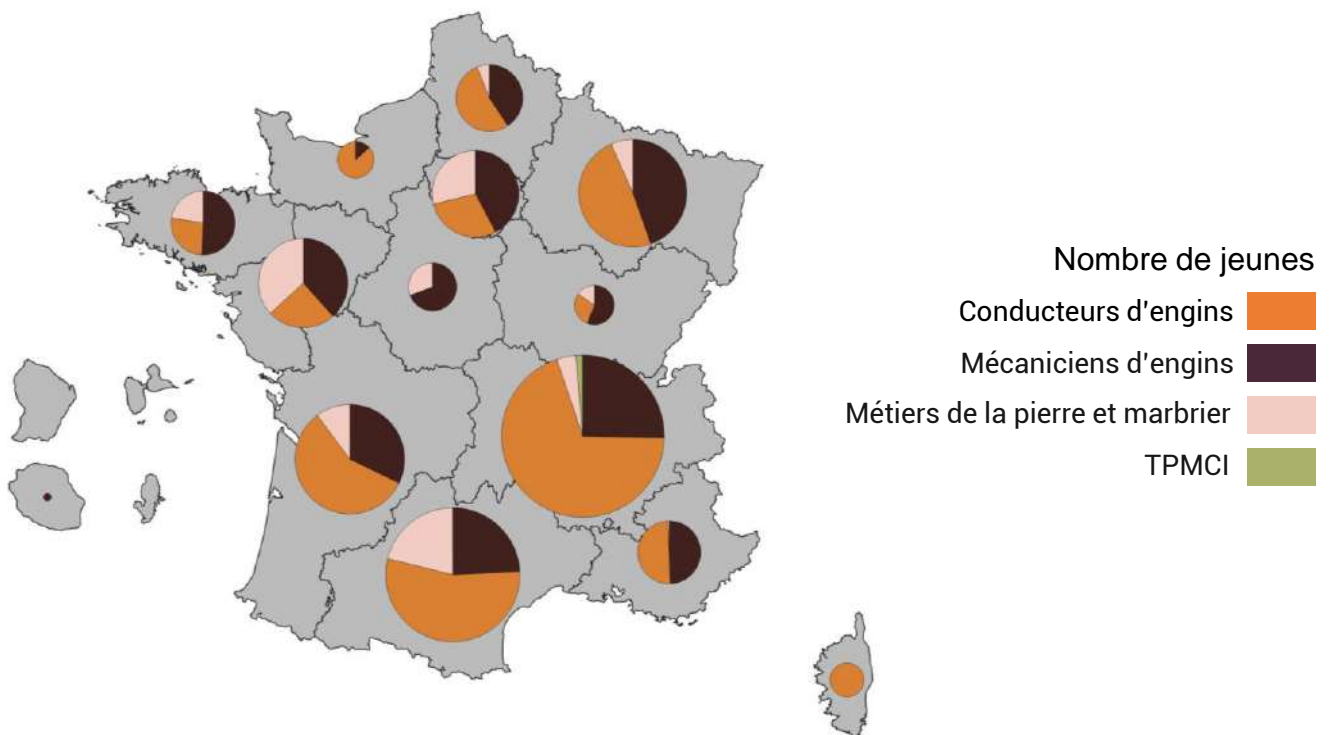 Nombre de jeunes
Conducteurs d'engins
Mécaniciens d'engins
Métiers de la pierre et marbrier
TPMCI